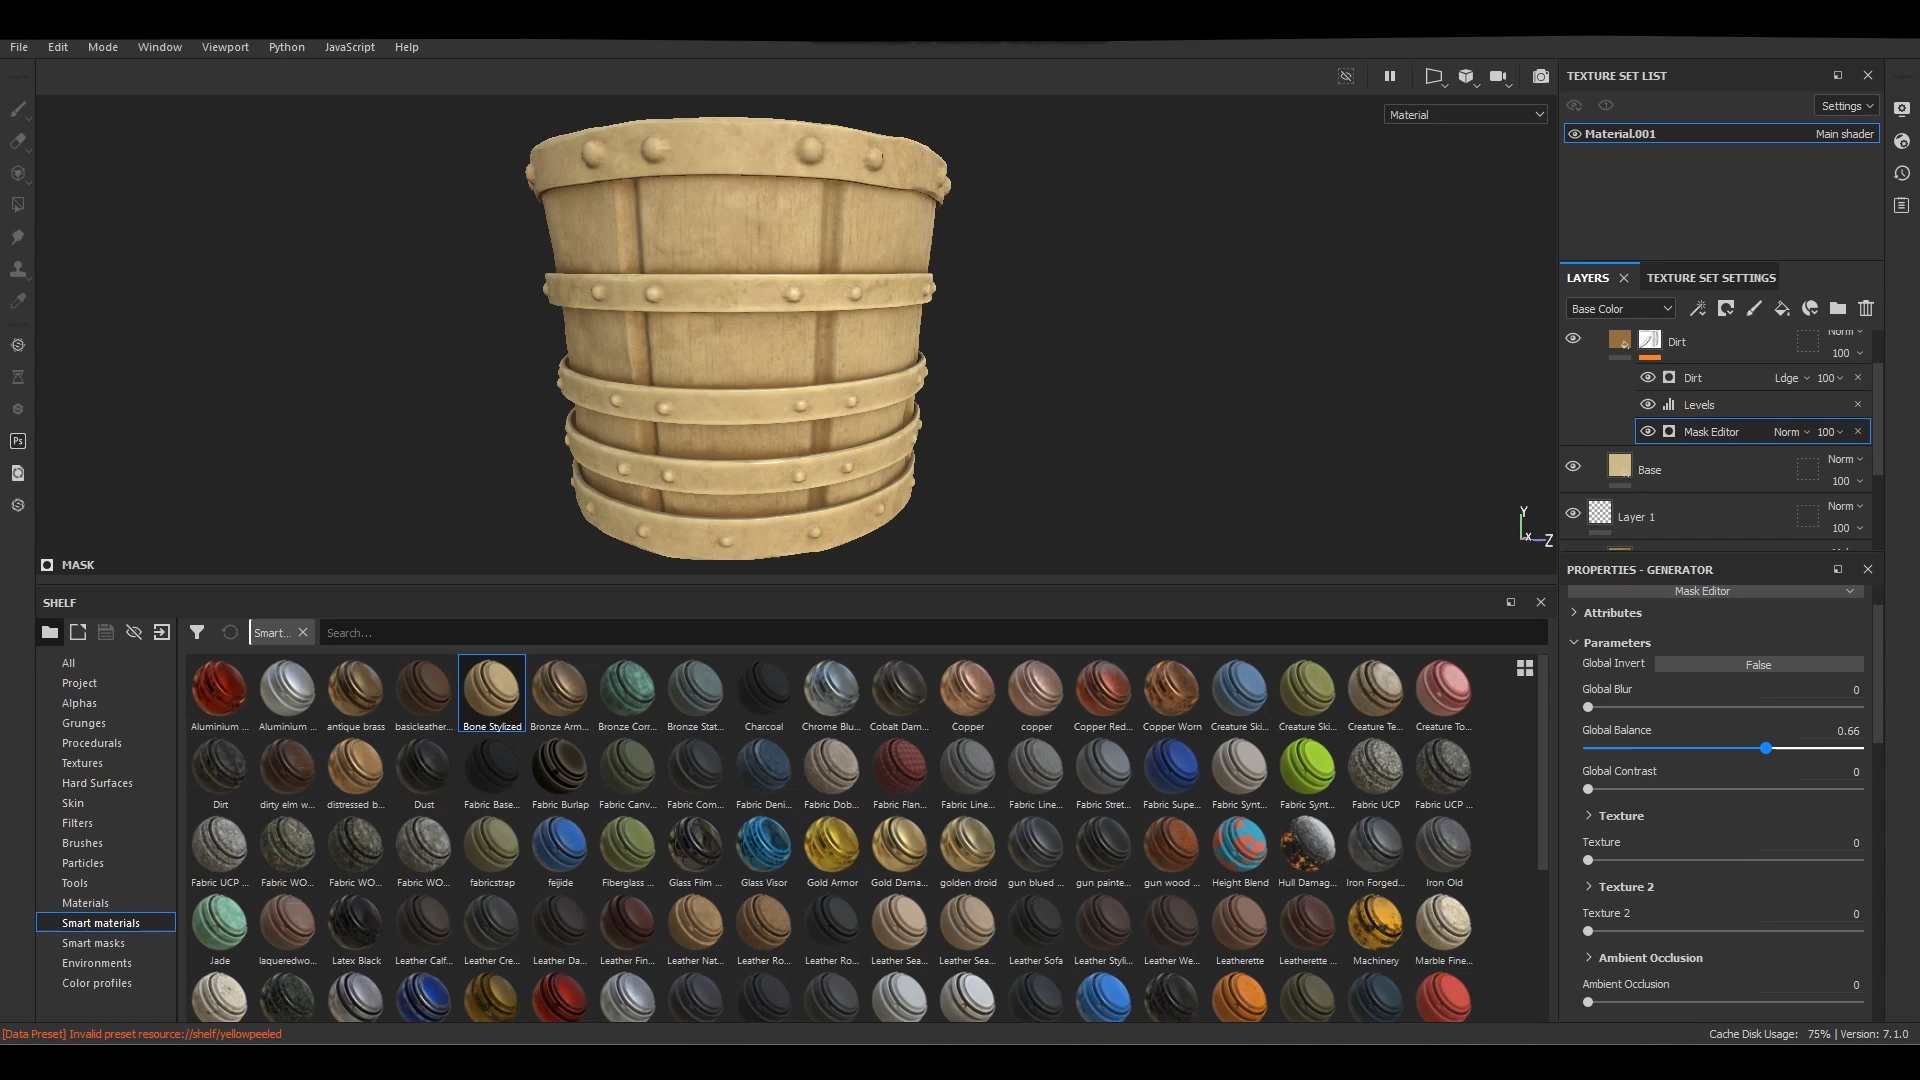 File Edit Mode Window Viewport Python JavaScript Help
TEXTURE SET LIST
Settings
Material
Material.001 Main shader
LAYERS TEXTURE SET SETTINGS
Base Color
Norm
Dirt
100
Dirt Ldge 100
Levels
Mask Editor Norm 100
Norm
Base
100
Norm
Layer 1
100
Y
X
Z
MASK
PROPERTIES - GENERATOR
Mask Editor
Attributes
Parameters
Global Invert False
Global Blur 0
Global Balance 0.66
Global Contrast 0
Texture
Texture 0
Texture 2
Texture 2 0
Ambient Occlusion
Ambient Occlusion 0
SHELF
Ps
Smart...
Search...
All
Project
Alphas
Grunges
Procedurals
Textures
Hard Surfaces
Skin
Filters
Brushes
Particles
Tools
Materials
Smart materials
Smart masks
Environments
Color profiles
Aluminium ... Aluminium ... antique brass basicleather... Bone Stylized Bronze Arm... Bronze Corr... Bronze Stat... Charcoal Chrome Blu... Cobalt Dam... Copper copper Copper Red... Copper Worn Creature Ski... Creature Ski... Creature Te... Creature To...
Dirt dirty elm w... distressed b... Dust Fabric Base... Fabric Burlap Fabric Canv... Fabric Com... Fabric Deni... Fabric Dob... Fabric Flan... Fabric Line... Fabric Line... Fabric Stret... Fabric Supe... Fabric Synt... Fabric Synt... Fabric UCP Fabric UCP ...
Fabric UCP ... Fabric WO... Fabric WO... Fabric WO... fabricstrap feijide Fiberglass ... Glass Film ... Glass Visor Gold Armor Gold Dama... golden droid gun blued ... gun painte... gun wood ... Height Blend Hull Damag... Iron Forged... Iron Old
Jade laqueredwo... Latex Black Leather Calf... Leather Cre... Leather Da... Leather Fin... Leather Nat... Leather Ro... Leather Ro... Leather Sea... Leather Sea... Leather Sofa Leather Styli... Leather We... Leatherette Leatherette ... Machinery Marble Fine...
[Data Preset] Invalid preset resource://shelf/yellowpeeled
Cache Disk Usage: 75% | Version: 7.1.0